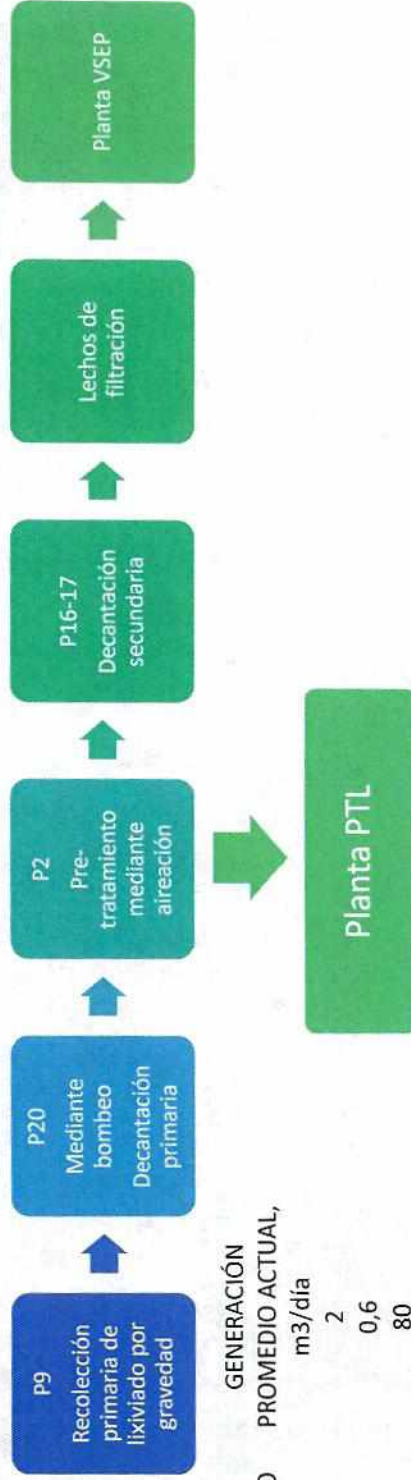 P9
Recolección
primaria de
lixiviado por
gravedad
P20
Mediante
bombeo
Decantación
primaria
P2
Pre-
tratamiento
mediante
aireación
P16-17
Decantación
secundaria
Lechos de
filtración
Planta VSEP
Planta PTL
GENERACIÓN
PROMEDIO ACTUAL,
m3/día
2
0,6
80